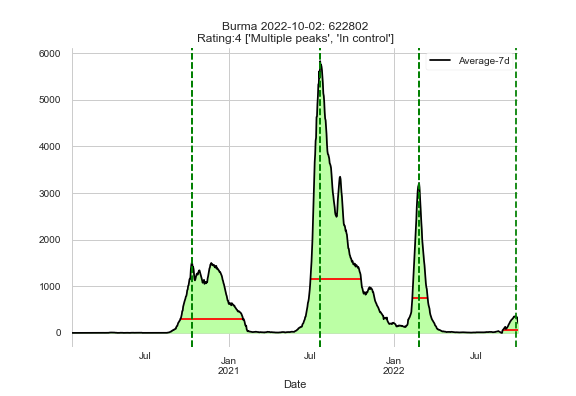 Burma 2022-10-02: 622802
Rating:4 ['Multiple peaks', 'In control']
Average-7d
6000
5000
4000
3000
2000
1000
0
Jul
Jan
2021
Jul
Jan
2022
Jul
Date